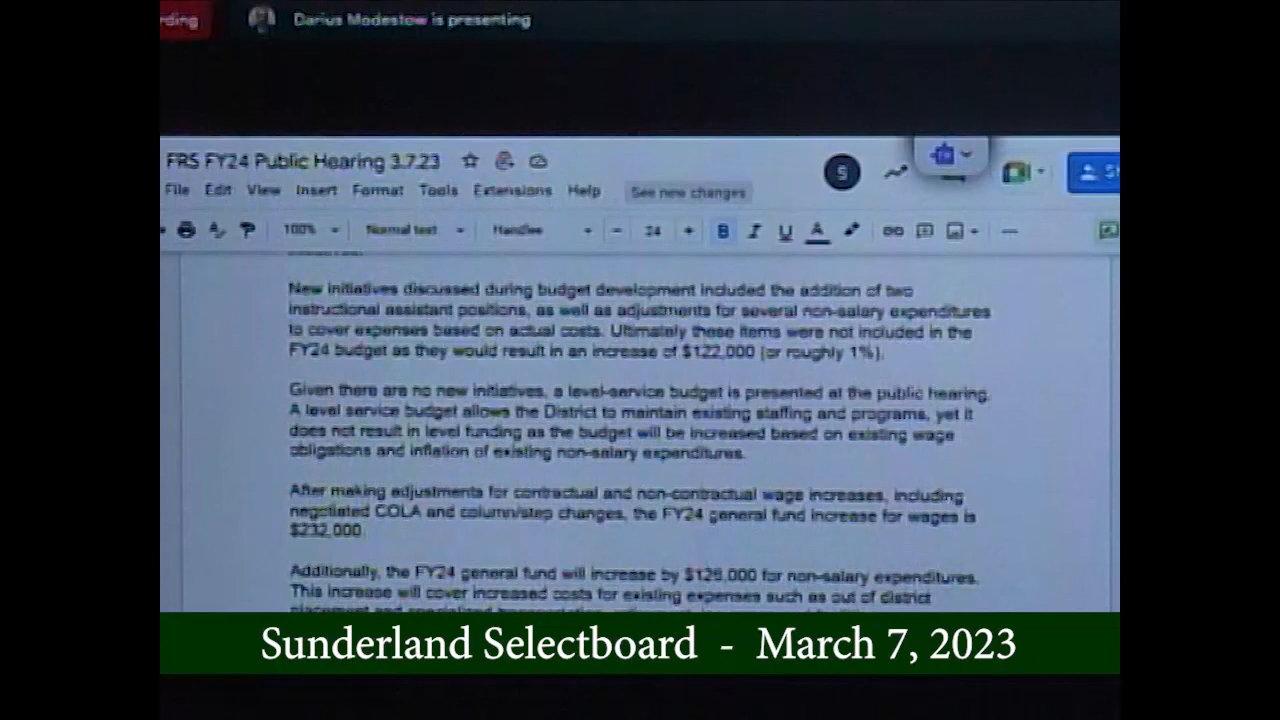 rding
Darius Modestow is presenting
FRS FY24 Public Hearing 3.7.23
S
File Edit View Insert Format Tools Extensions Help See new changes
100% Normal text 24 B I U A
New initiatives discussed during budget development included the addition of two
instructional assistant positions, as well as adjustments for several non-salary expenditures
to cover expenses based on actual costs. Ultimately these items were not included in the
FY24 budget as they would result in an increase of $122,000 (or roughly 1%).
Given there are no new initiatives, a level-service budget is presented at the public hearing.
A level service budget allows the District to maintain existing staffing and programs, yet it
does not result in level funding as the budget will be increased based on existing wage
obligations and inflation of existing non-salary expenditures.
After making adjustments for contractual and non-contractual wage increases, including
negotiated COLA and column/step changes, the FY24 general fund increase for wages is
$232,000
Additionally, the FY24 general fund will increase by for non-salary expenditures.
This increase will cover increased costs for existing expenses such as out of district
Sunderland Selectboard - March 7, 2023